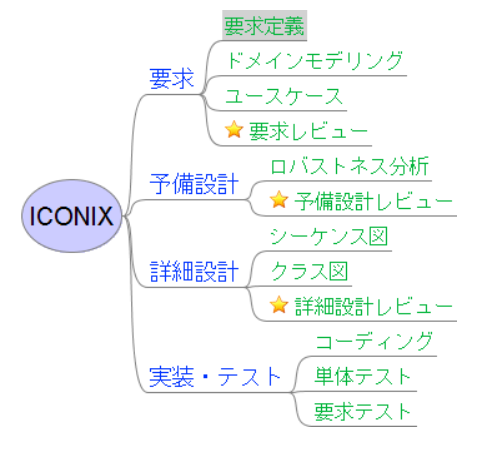 ICONIX
要求
要求定義
ドメインモデリング
ユースケース
要求レビュー
予備設計
ロバストネス分析
予備設計レビュー
詳細設計
シーケンス図
クラス図
詳細設計レビュー
実装・テスト
コーディング
単体テスト
要求テスト